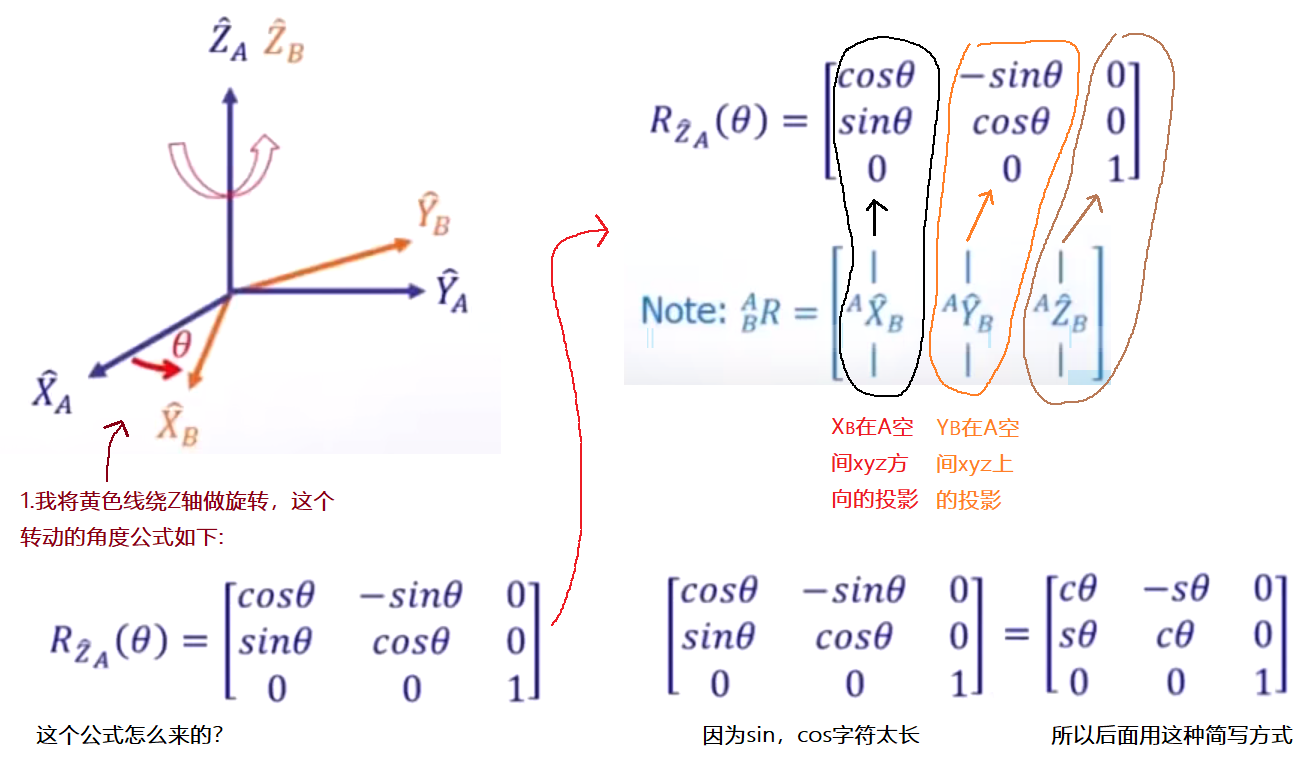 Ẑ_A Ẑ_B
Ŷ_B
Ŷ_A
θ
X̂_A
X̂_B
1.我将黄色线绕Z轴做旋转，这个
转动的角度公式如下:
R_{Ẑ_A}(θ) = [cosθ −sinθ 0
sinθ cosθ 0
0 0 1]
这个公式怎么来的?
R_{Ẑ_A}(θ) = [cosθ −sinθ 0
sinθ cosθ 0
0 0 1]
Note: ^A_B R = [ | | |
^A X̂_B ^A Ŷ_B ^A Ẑ_B
| | | ]
XB在A空
间xyz方
向的投影
YB在A空
间xyz上
的投影
[cosθ −sinθ 0
sinθ cosθ 0
0 0 1]
= [cθ −sθ 0
sθ cθ 0
0 0 1]
因为sin，cos字符太长
所以后面用这种简写方式